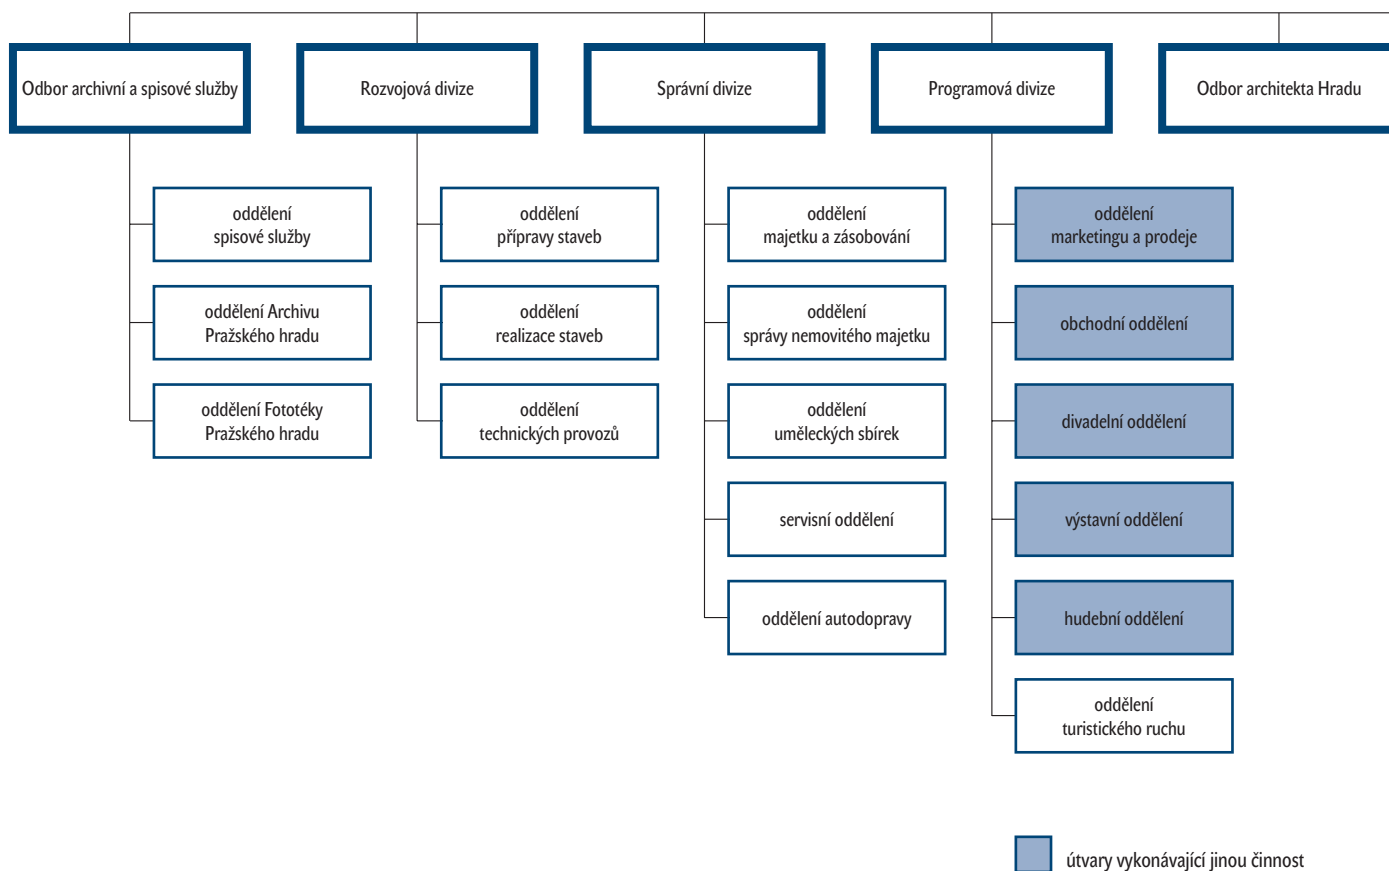 Odbor archivní a spisové služby
Rozvojová divize
Správní divize
Programová divize
Odbor architekta Hradu
oddělení
spisové služby
oddělení Archivu
Pražského hradu
oddělení Fototéky
Pražského hradu
oddělení
přípravy staveb
oddělení
realizace staveb
oddělení
technických provozů
oddělení
majetku a zásobování
oddělení
správy nemovitého majetku
oddělení
uměleckých sbírek
servisní oddělení
oddělení autodopravy
oddělení
marketingu a prodeje
obchodní oddělení
divadelní oddělení
výstavní oddělení
hudební oddělení
oddělení
turistického ruchu
útvary vykonávající jinou činnost